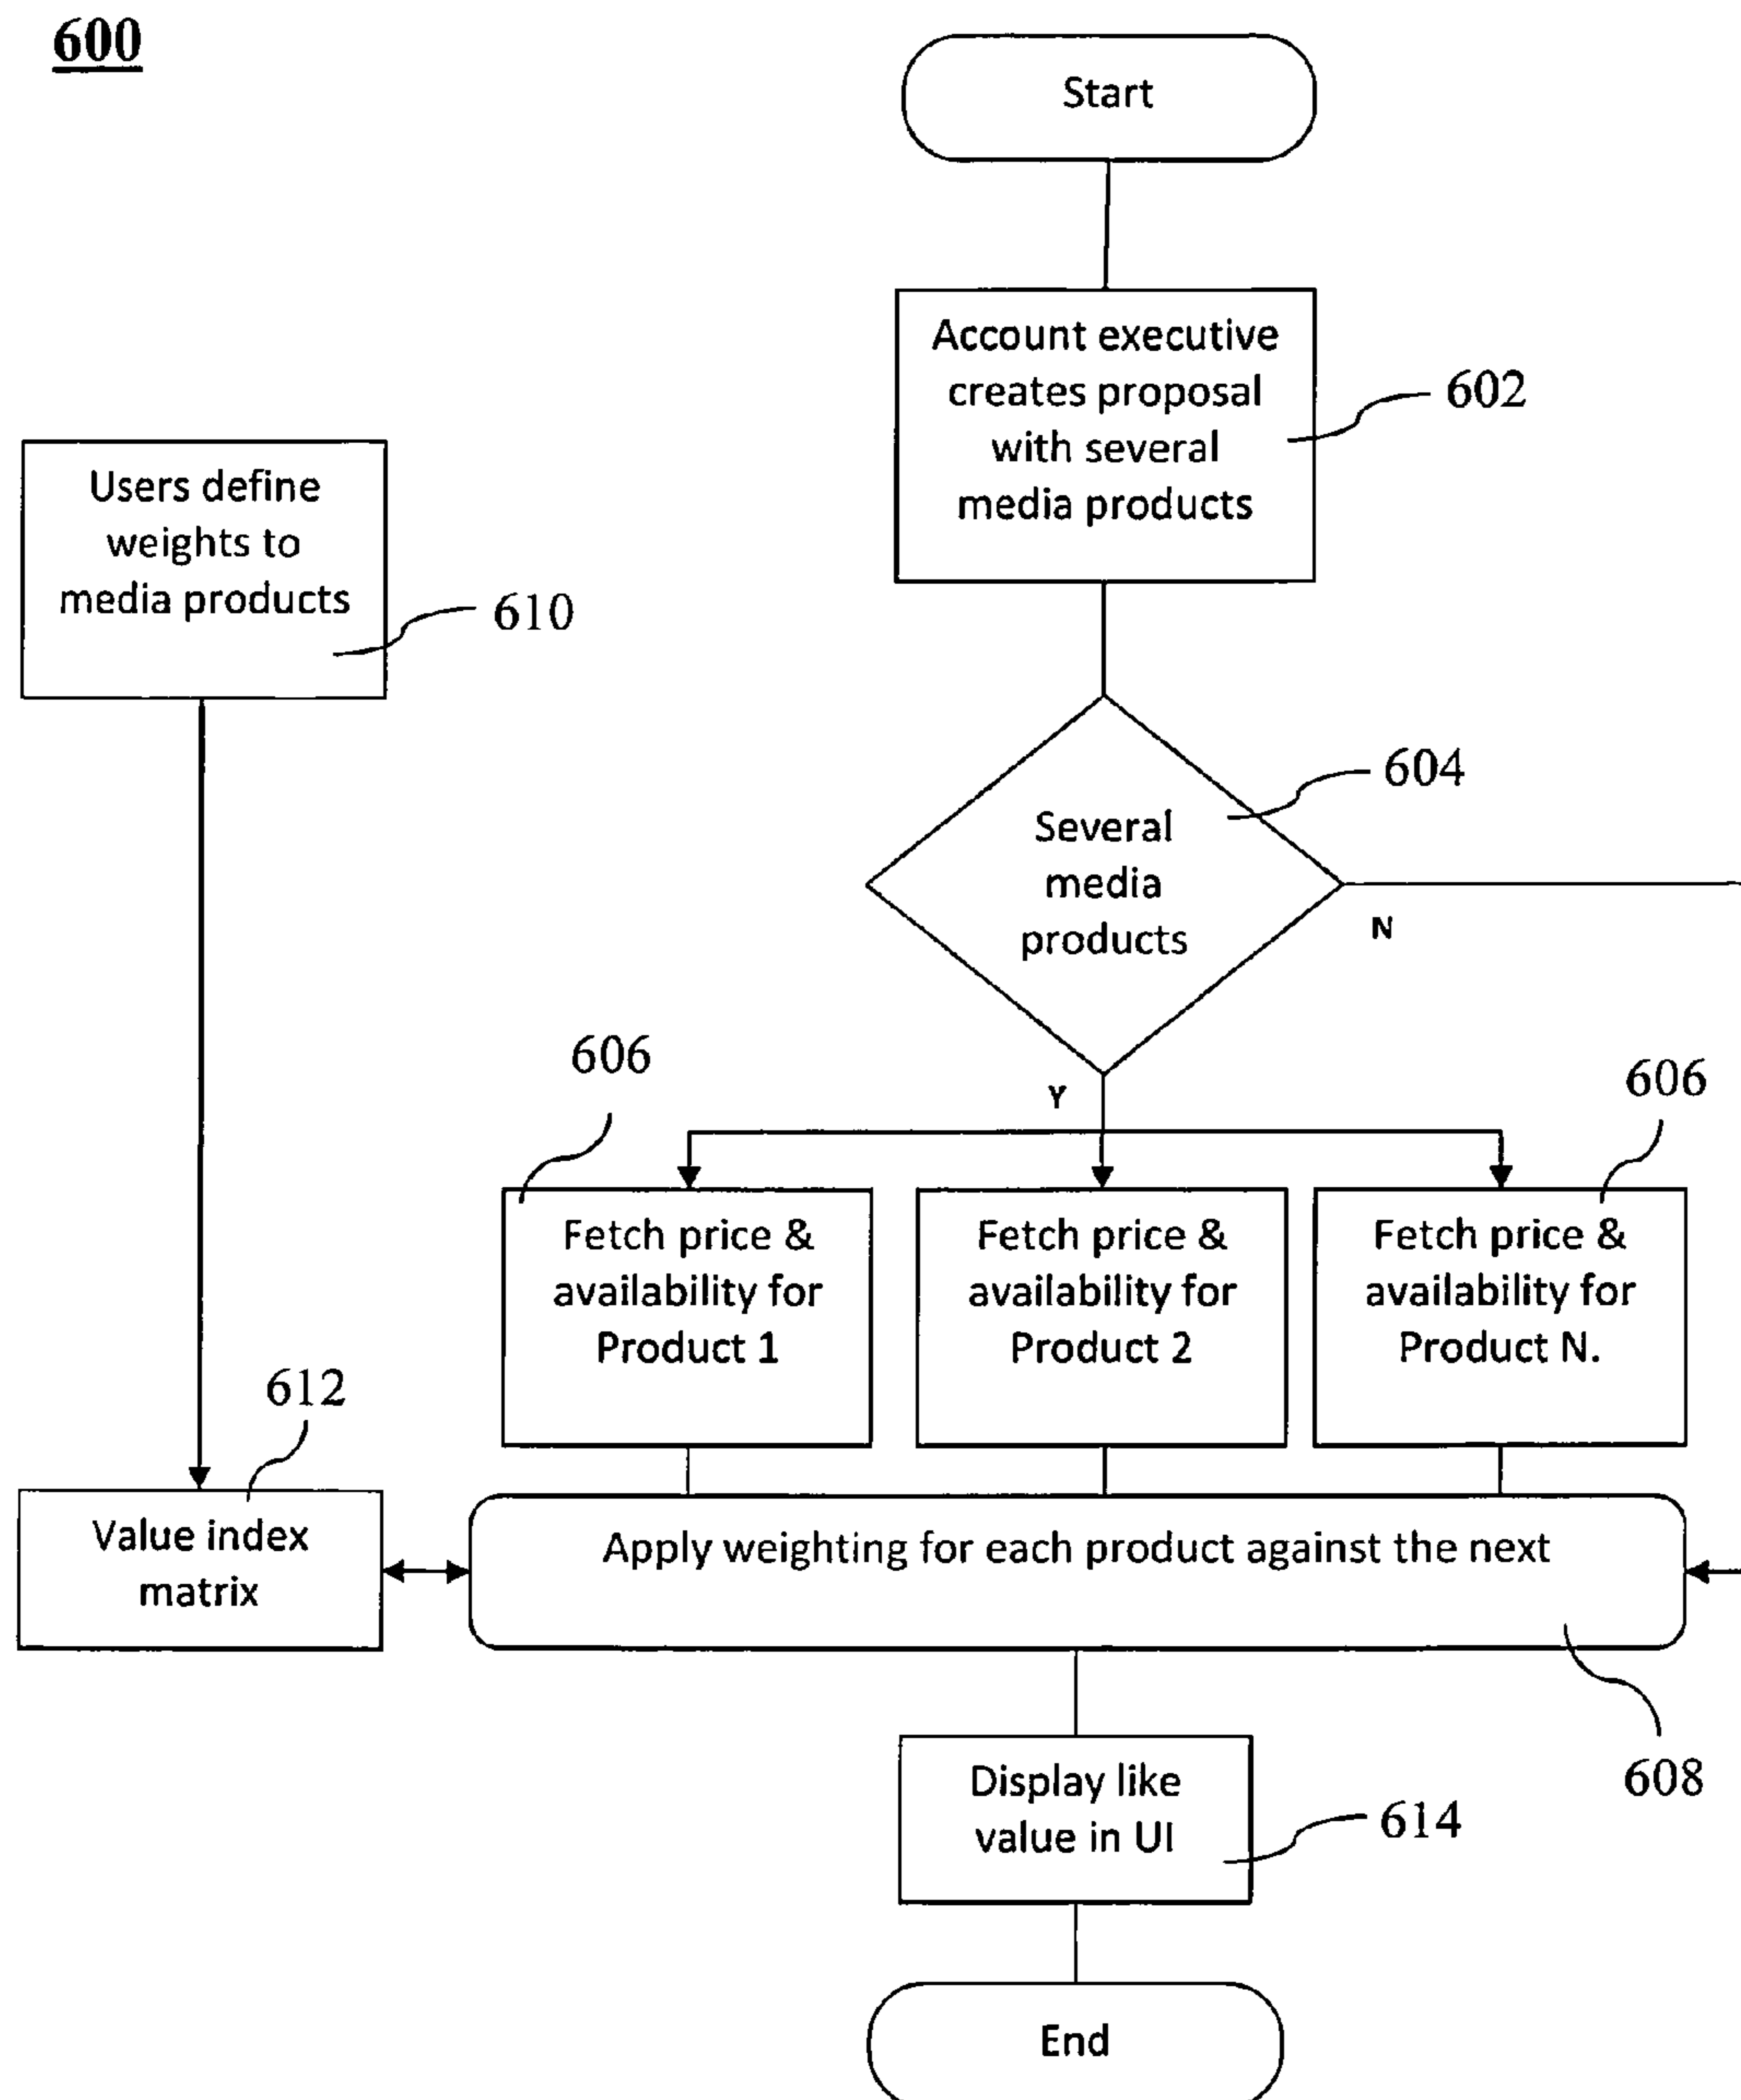 600
Start
Account executive
creates proposal
with several
media products
602
Users define
weights to
media products
610
604
Several
media
products
N
Y
606
606
Fetch price &
availability for
Product 1
Fetch price &
availability for
Product 2
Fetch price &
availability for
Product N.
612
Value index
matrix
Apply weighting for each product against the next
608
Display like
value in UI
614
End